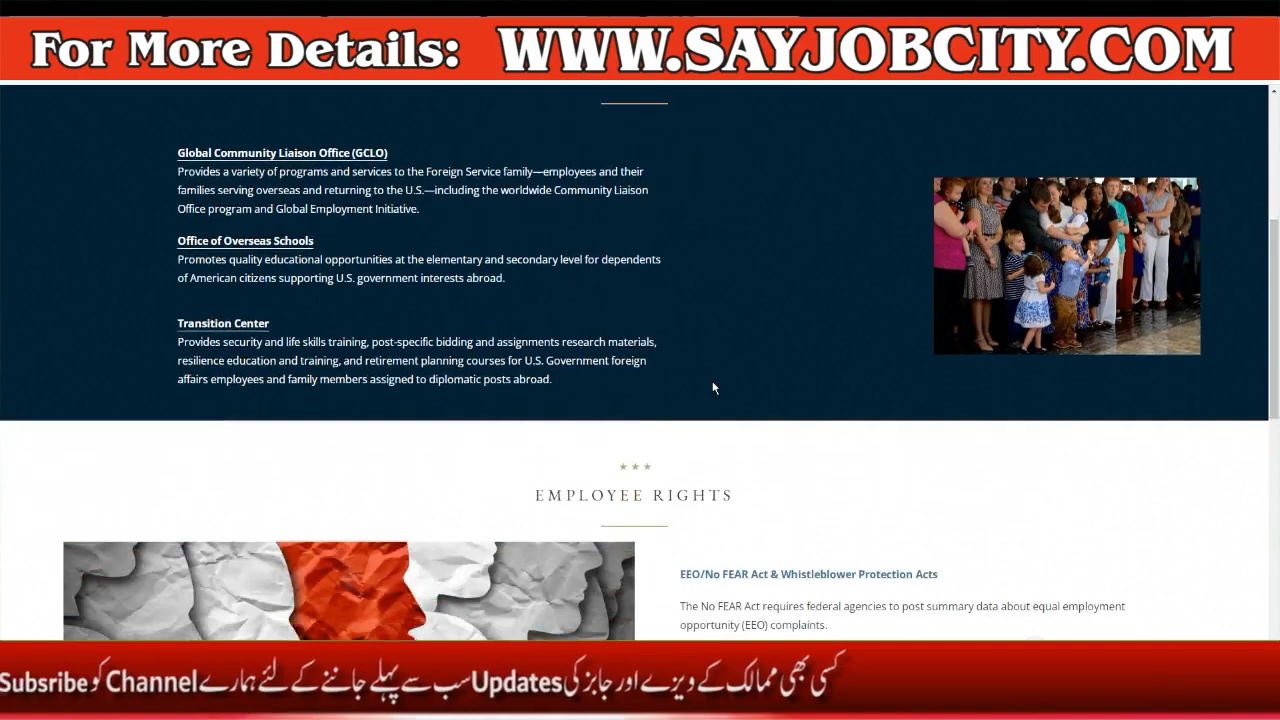 For More Details: WWW.SAYJOBCITY.COM
Global Community Liaison Office (GCLO)
Provides a variety of programs and services to the Foreign Service family—employees and their
families serving overseas and returning to the U.S.—including the worldwide Community Liaison
Office program and Global Employment Initiative.
Office of Overseas Schools
Promotes quality educational opportunities at the elementary and secondary level for dependents
of American citizens supporting U.S. government interests abroad.
Transition Center
Provides security and life skills training, post-specific bidding and assignments research materials,
resilience education and training, and retirement planning courses for U.S. Government foreign
affairs employees and family members assigned to diplomatic posts abroad.
EMPLOYEE RIGHTS
EEO/No FEAR Act & Whistleblower Protection Acts
The No FEAR Act requires federal agencies to post summary data about equal employment
opportunity (EEO) complaints.
کسی بھی ممالک کے ویزے اور جابز کی Updates سب سے پہلے جاننے کے لئے ہمارے Channel کو Subsribe